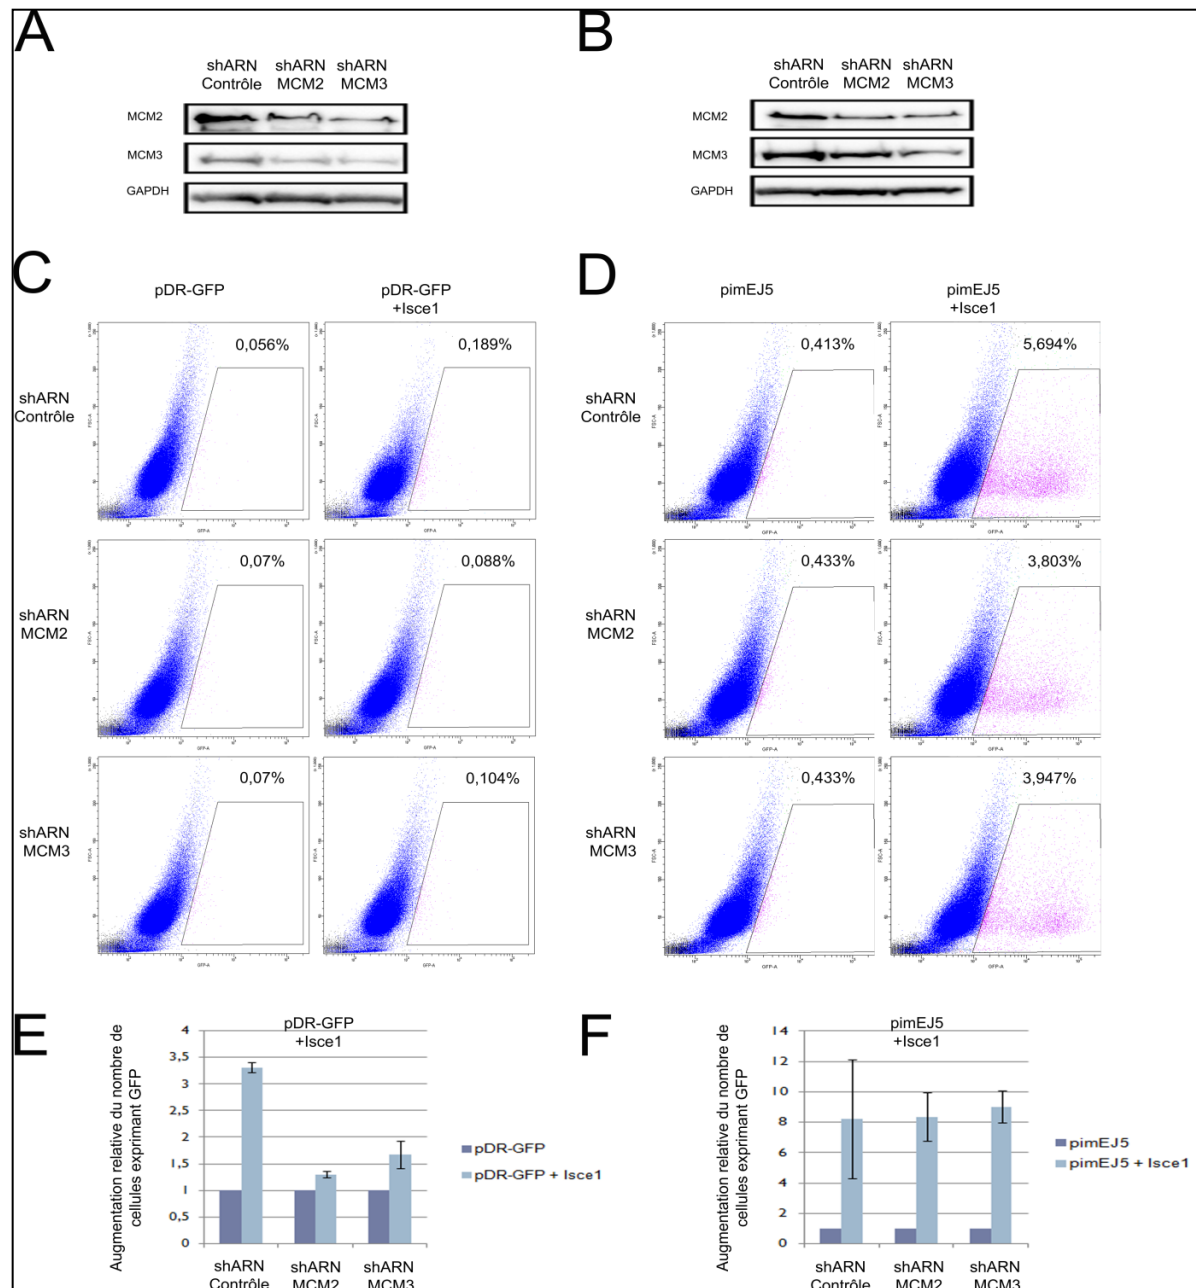 A
shARN
Contrôle
shARN
MCM2
shARN
MCM3
MCM2
MCM3
GAPDH
B
shARN
Contrôle
shARN
MCM2
shARN
MCM3
MCM2
MCM3
GAPDH
C
pDR-GFP
pDR-GFP
+Isce1
shARN
Contrôle
0,056%
0,189%
shARN
MCM2
0,07%
0,088%
shARN
MCM3
0,07%
0,104%
FSC-A
GFP-A
D
pimEJ5
pimEJ5
+Isce1
shARN
Contrôle
0,413%
5,694%
shARN
MCM2
0,433%
3,803%
shARN
MCM3
0,433%
3,947%
E
pDR-GFP
+Isce1
Augmentation relative du nombre de
cellules exprimant GFP
4
3,5
3
2,5
2
1,5
1
0,5
0
shARN
Contrôle
shARN
MCM2
shARN
MCM3
pDR-GFP
pDR-GFP + Isce1
F
pimEJ5
+Isce1
Augmentation relative du nombre de
cellules exprimant GFP
14
12
10
8
6
4
2
0
shARN
Contrôle
shARN
MCM2
shARN
MCM3
pimEJ5
pimEJ5 + Isce1